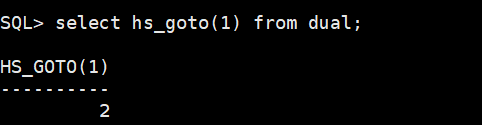 SQL> select hs_goto(1) from dual;
HS_GOTO(1)
----------
2